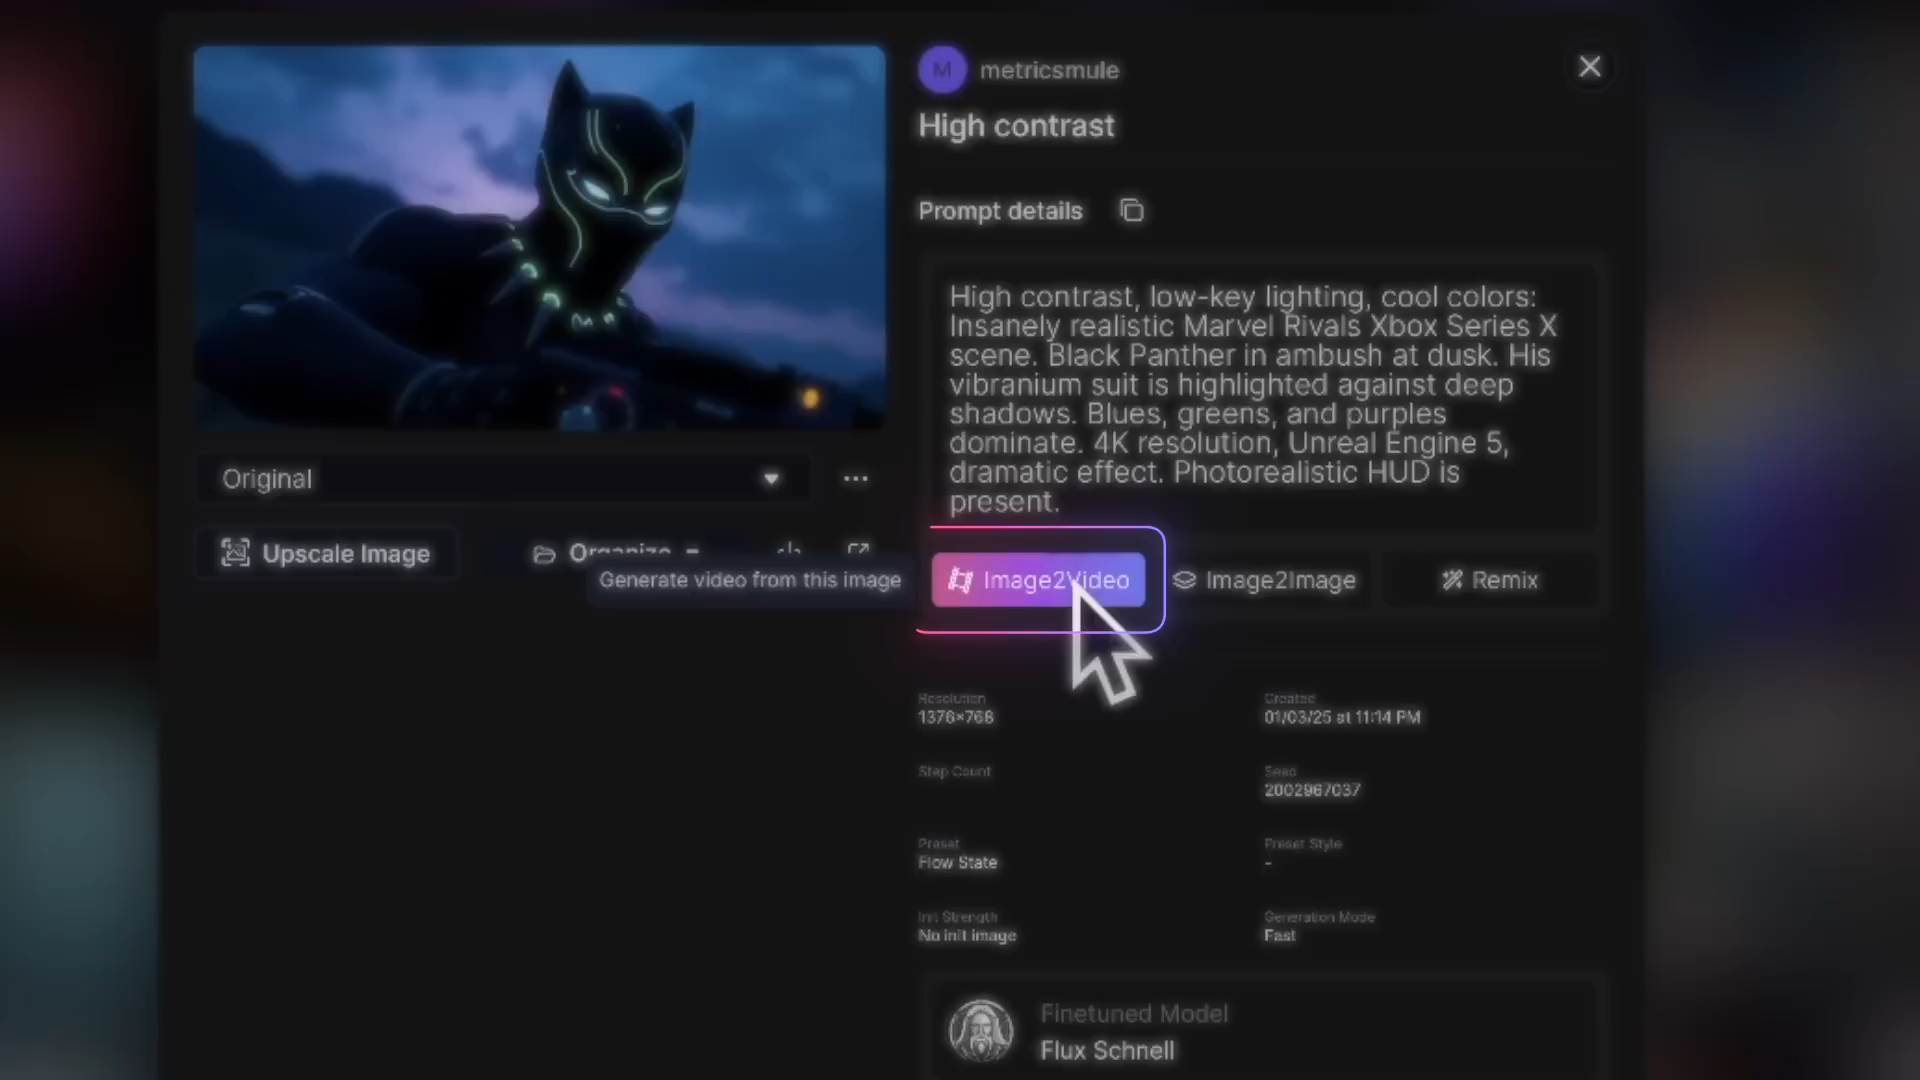 M metricsmule
High contrast
Prompt details
High contrast, low-key lighting, cool colors:
Insanely realistic Marvel Rivals Xbox Series X
scene. Black Panther in ambush at dusk. His
vibranium suit is highlighted against deep
shadows. Blues, greens, and purples
dominate. 4K resolution, Unreal Engine 5,
dramatic effect. Photorealistic HUD is
present.
Original
Upscale Image
Organize
Generate video from this image
Image2Video
Image2Image
Remix
Resolution
1376×768
Created
01/03/25 at 11:14 PM
Step Count
Seed
2002967037
Preset
Flow State
Preset Style
-
Init Strength
No init image
Generation Mode
Fast
Finetuned Model
Flux Schnell